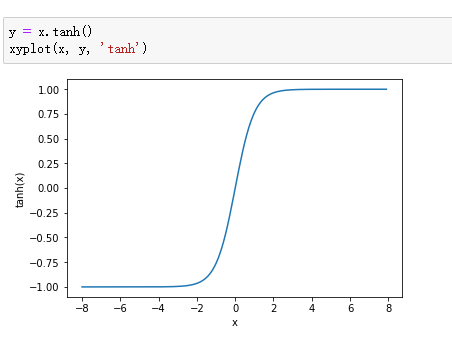 y = x.tanh()
xyplot(x, y, 'tanh')
1.00
0.75
0.50
0.25
0.00
−0.25
−0.50
−0.75
−1.00
tanh(x)
−8 −6 −4 −2 0 2 4 6 8
x